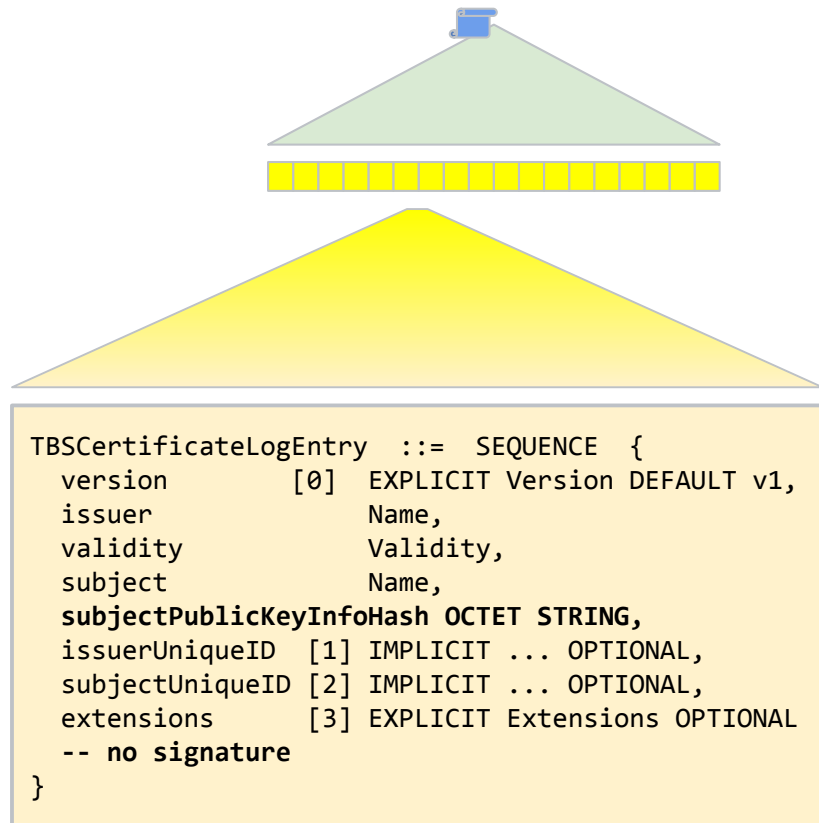 TBSCertificateLogEntry ::= SEQUENCE {
version [0] EXPLICIT Version DEFAULT v1,
issuer Name,
validity Validity,
subject Name,
subjectPublicKeyInfoHash OCTET STRING,
issuerUniqueID [1] IMPLICIT ... OPTIONAL,
subjectUniqueID [2] IMPLICIT ... OPTIONAL,
extensions [3] EXPLICIT Extensions OPTIONAL
-- no signature
}